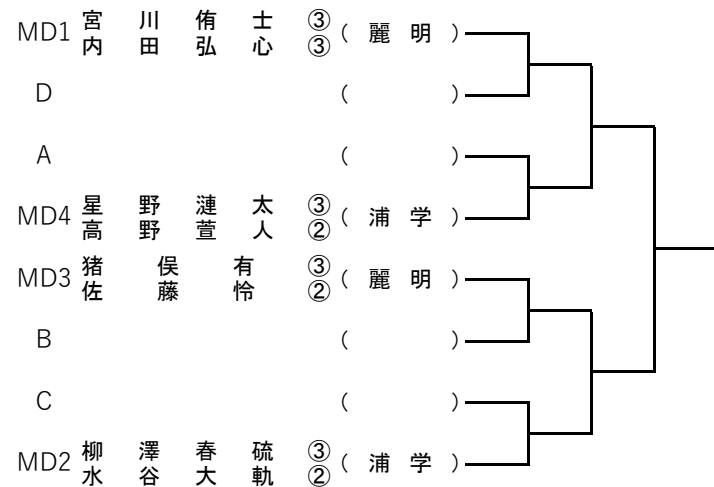 MD1 宮川侑士③ (麗明)
内田弘心③
D ( )
A ( )
MD4 星野漣太③ (浦学)
高野萱人②
MD3 猪俣有③ (麗明)
佐藤怜②
B ( )
C ( )
MD2 柳澤春硫③ (浦学)
水谷大軌②